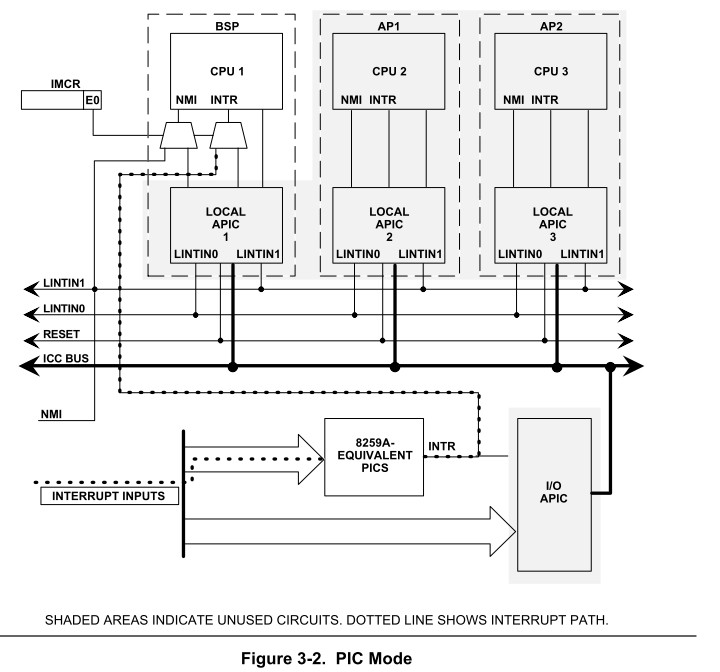 BSP
AP1
AP2
CPU 1
CPU 2
CPU 3
IMCR
E0
NMI INTR
NMI INTR
NMI INTR
LOCAL
APIC
1
LOCAL
APIC
2
LOCAL
APIC
3
LINTIN0 LINTIN1
LINTIN0 LINTIN1
LINTIN0 LINTIN1
LINTIN1
LINTIN0
RESET
ICC BUS
NMI
8259A-
EQUIVALENT
PICS
INTR
INTERRUPT INPUTS
I/O
APIC
SHADED AREAS INDICATE UNUSED CIRCUITS. DOTTED LINE SHOWS INTERRUPT PATH.
Figure 3-2. PIC Mode